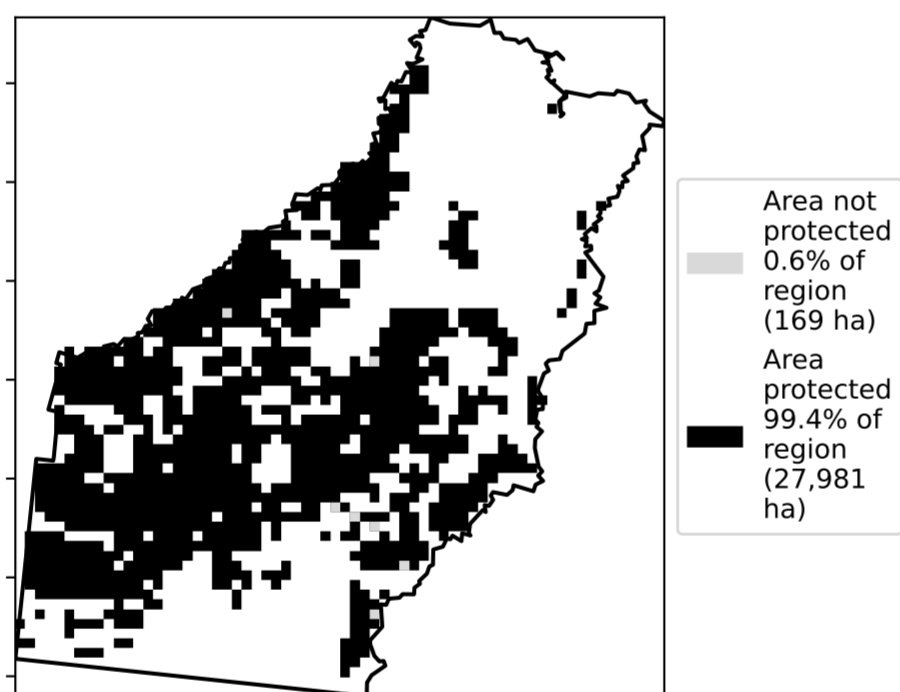 Area not
protected
0.6% of
region
(169 ha)
Area
protected
99.4% of
region
(27,981
ha)